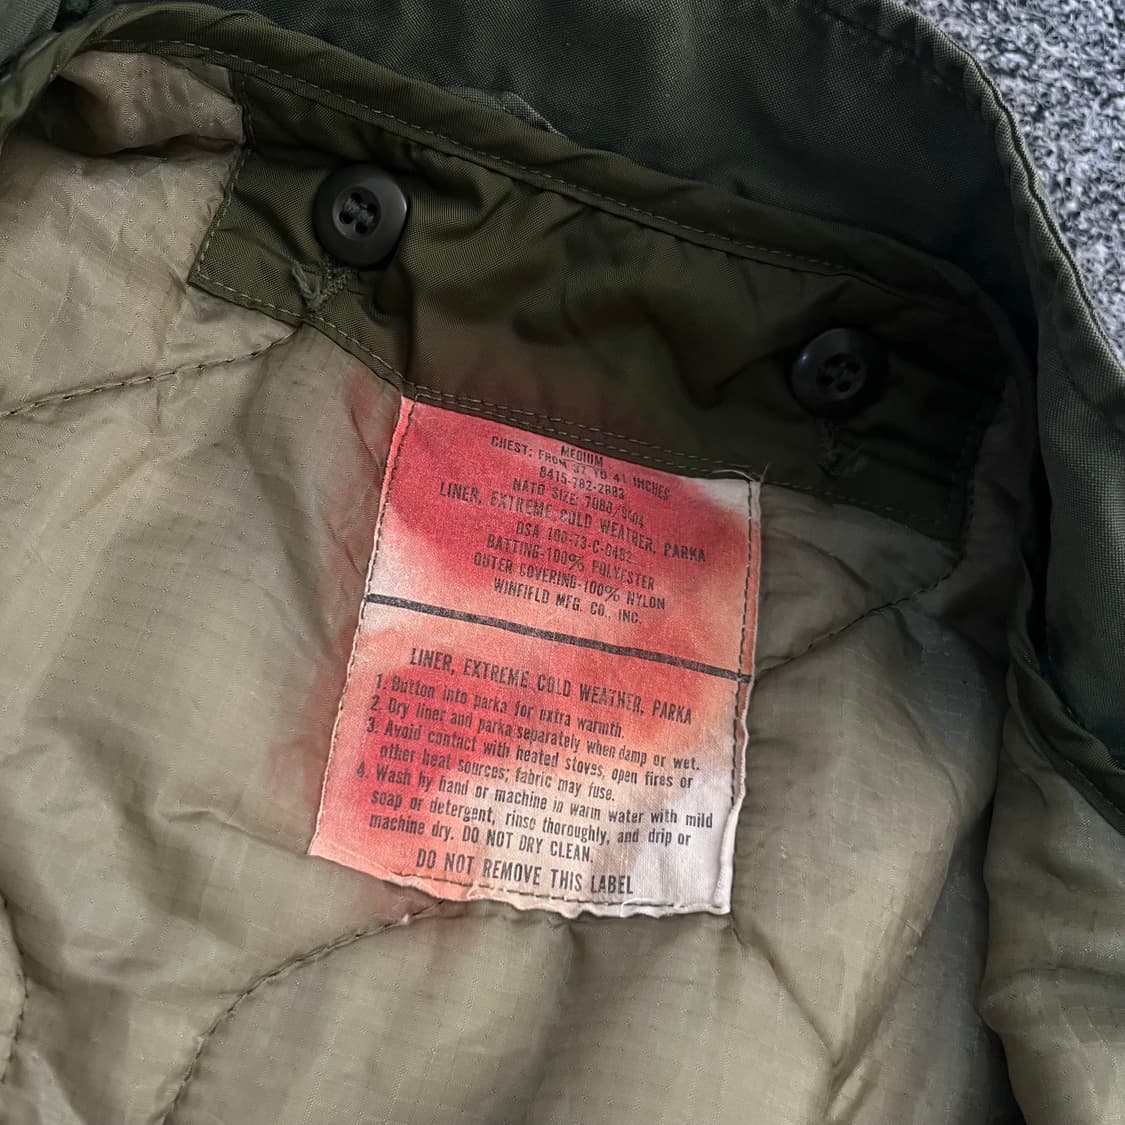 MEDIUM
CHEST: FROM 37 TO 41 INCHES
8415-782-2883
NATO SIZE: 7080/9404
LINER, EXTREME COLD WEATHER, PARKA
DSA 100-73-C-0482
BATTING-100% POLYESTER
OUTER COVERING-100% NYLON
WINFIELD MFG. CO., INC.
LINER, EXTREME COLD WEATHER, PARKA
1. Button into parka for extra warmth.
2. Dry liner and parka separately when damp or wet.
3. Avoid contact with heated stoves, open fires or
other heat sources; fabric may fuse.
4. Wash by hand or machine in warm water with mild
soap or detergent, rinse thoroughly, and drip or
machine dry. DO NOT DRY CLEAN.
DO NOT REMOVE THIS LABEL